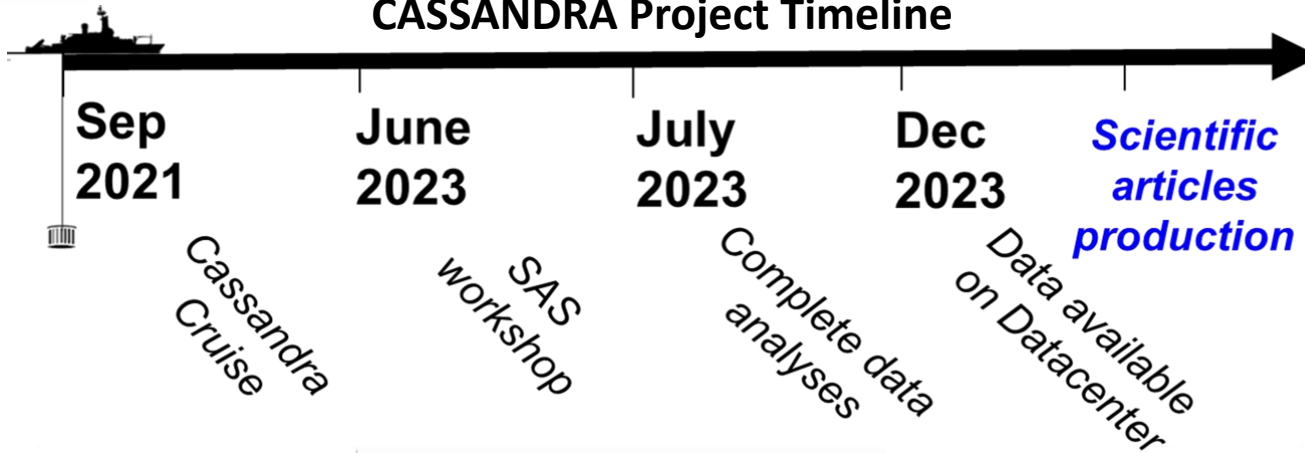 CASSANDRA Project Timeline
Sep
2021
Cassandra
Cruise
June
2023
SAS
workshop
July
2023
Complete data
analyses
Dec
2023
Data available
on Datacenter
Scientific
articles
production